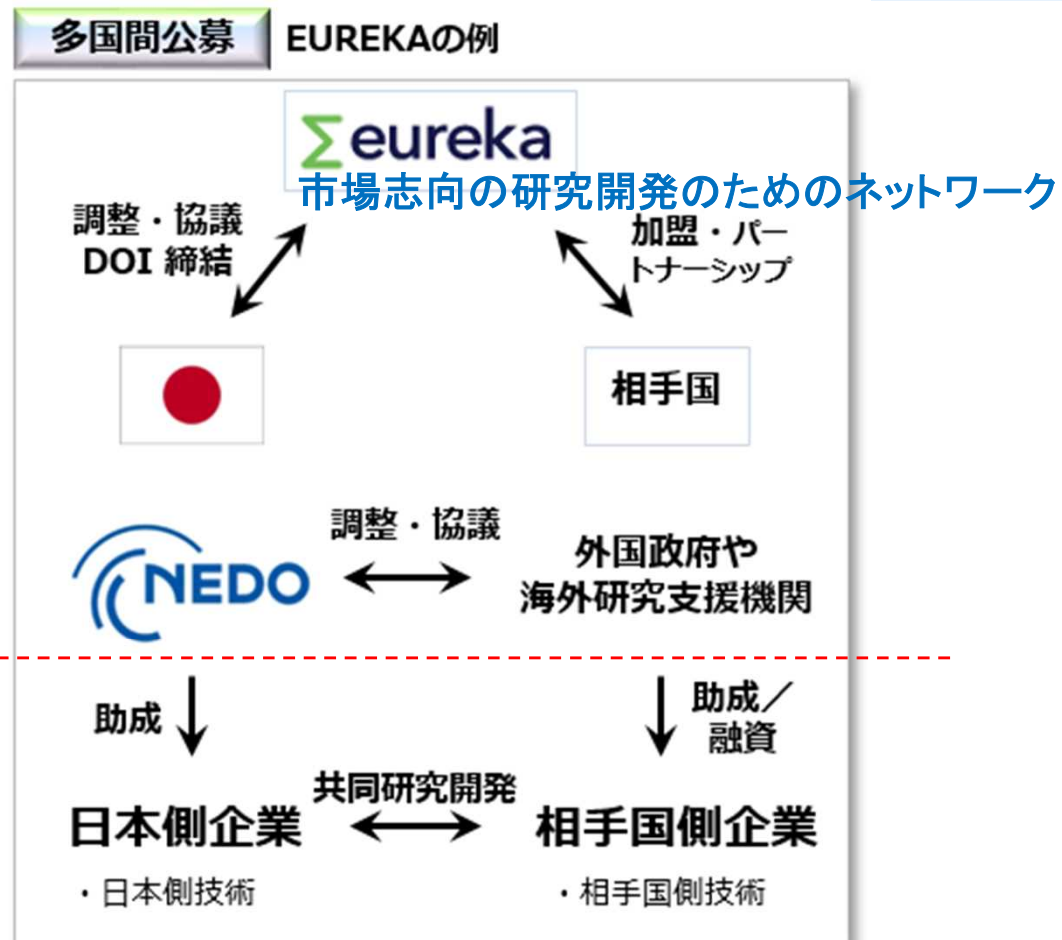 多国間公募 EUREKAの例
Σeureka
市場志向の研究開発のためのネットワーク
調整・協議
DOI 締結
加盟・パー
トナーシップ
相手国
NEDO
調整・協議
外国政府や
海外研究支援機関
助成
助成／
融資
共同研究開発
日本側企業
相手国側企業
・日本側技術
・相手国側技術